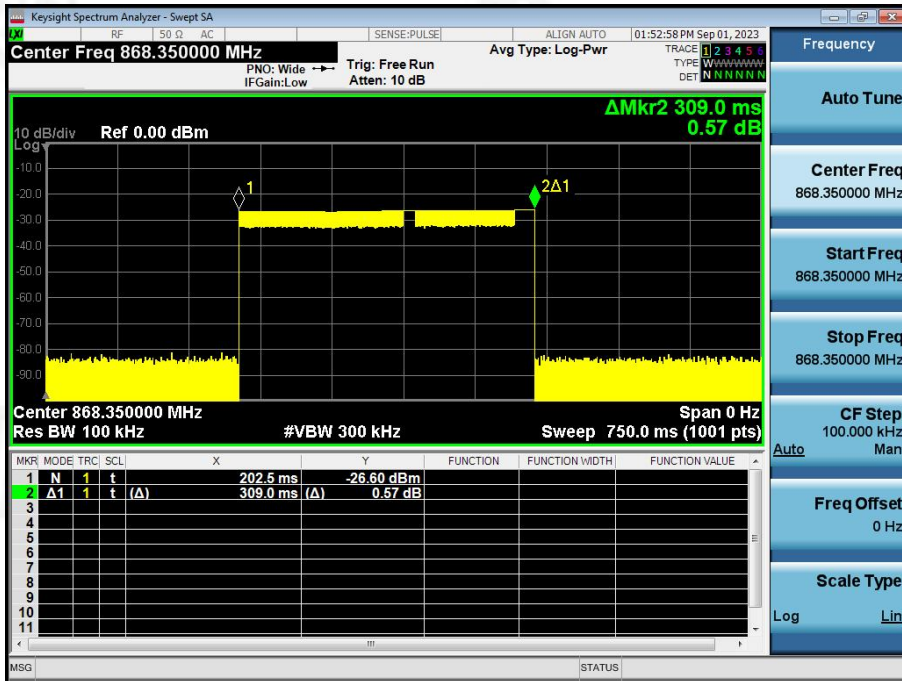 Keysight Spectrum Analyzer - Swept SA
LXI RF 50 Ω AC SENSE:PULSE ALIGN AUTO 01:52:58 PM Sep 01, 2023
Center Freq 868.350000 MHz
PNO: Wide
IFGain:Low
Trig: Free Run
Atten: 10 dB
Avg Type: Log-Pwr
TRACE 1 2 3 4 5 6
TYPE WWWWWW
DET N N N N N N
ΔMkr2 309.0 ms
0.57 dB
10 dB/div Ref 0.00 dBm
Log
-10.0
-20.0
-30.0
-40.0
-50.0
-60.0
-70.0
-80.0
-90.0
1
2Δ1
Center 868.350000 MHz Span 0 Hz
Res BW 100 kHz #VBW 300 kHz Sweep 750.0 ms (1001 pts)
MKR MODE TRC SCL X Y FUNCTION FUNCTION WIDTH FUNCTION VALUE
1 N 1 t 202.5 ms -26.60 dBm
2 Δ1 1 t (Δ) 309.0 ms (Δ) 0.57 dB
3
4
5
6
7
8
9
10
11
MSG STATUS
Frequency
Auto Tune
Center Freq
868.350000 MHz
Start Freq
868.350000 MHz
Stop Freq
868.350000 MHz
CF Step
100.000 kHz
Auto Man
Freq Offset
0 Hz
Scale Type
Log Lin